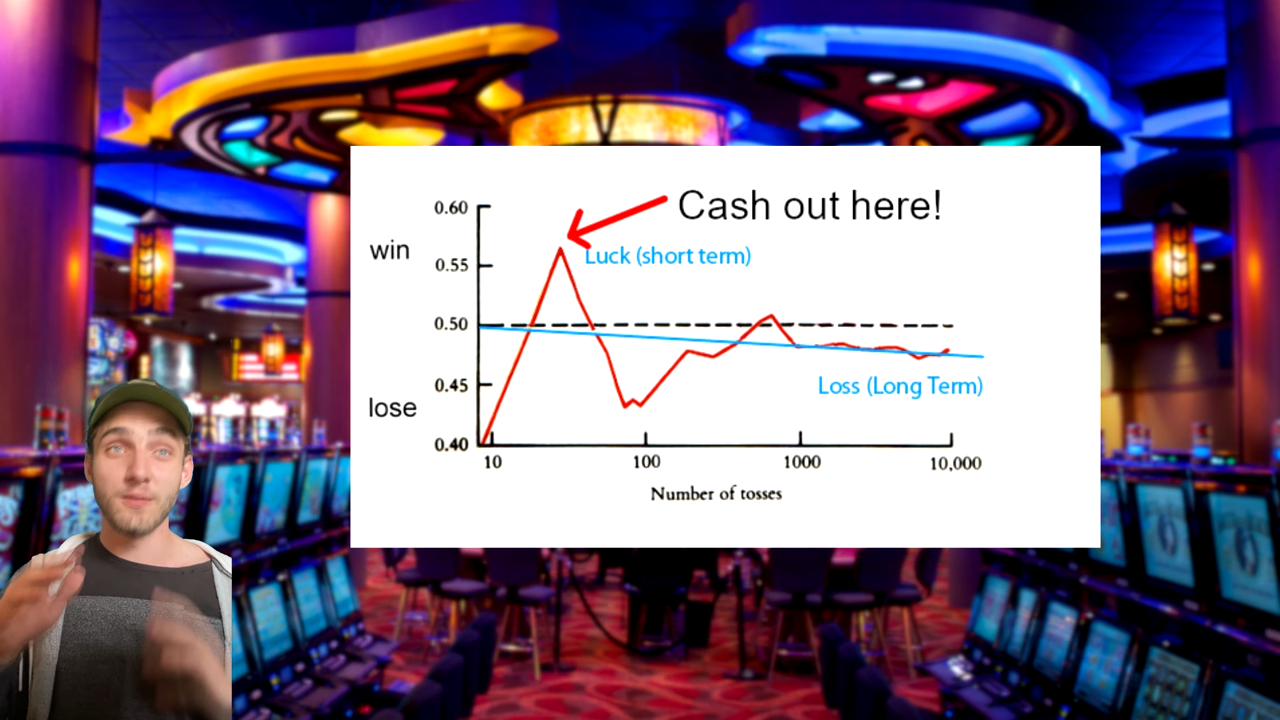 0.60
Cash out here!
win
Luck (short term)
0.55
0.50
0.45
Loss (Long Term)
lose
0.40
10
100
1000
10,000
Number of tosses